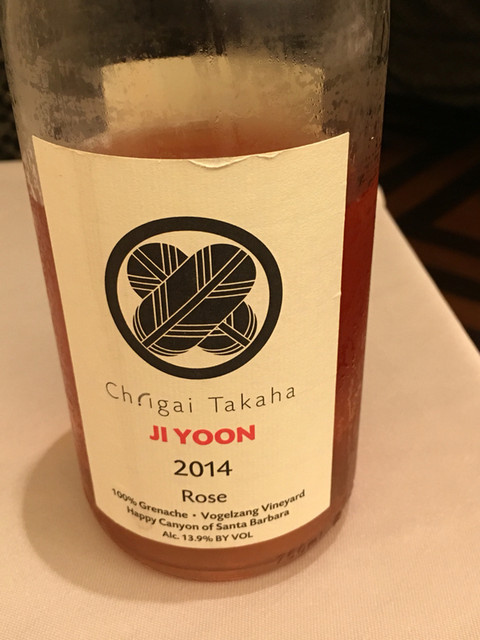 Chigai Takaha
JI YOON
2014
Rose
100% Grenache • Vogelzang Vineyard
Happy Canyon of Santa Barbara
Alc. 13.9% BY VOL